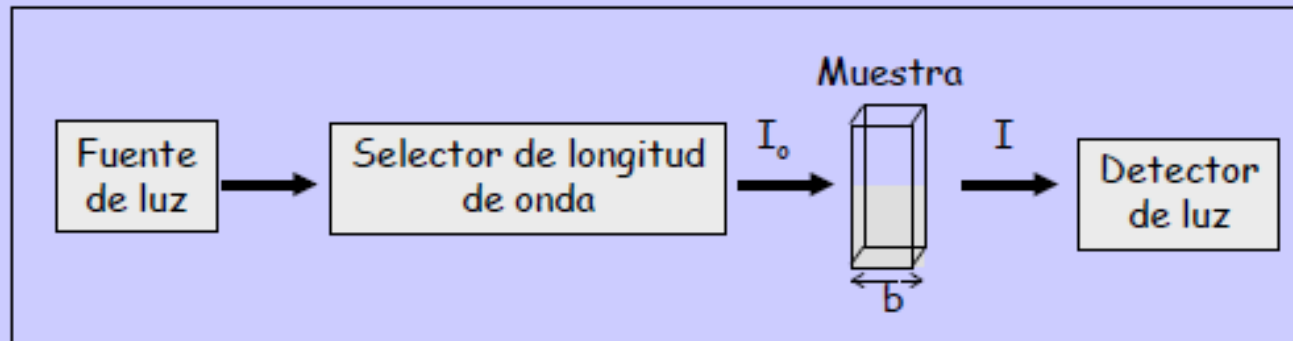 Fuente
de luz
Selector de longitud
de onda
I₀
Muestra
b
I
Detector
de luz